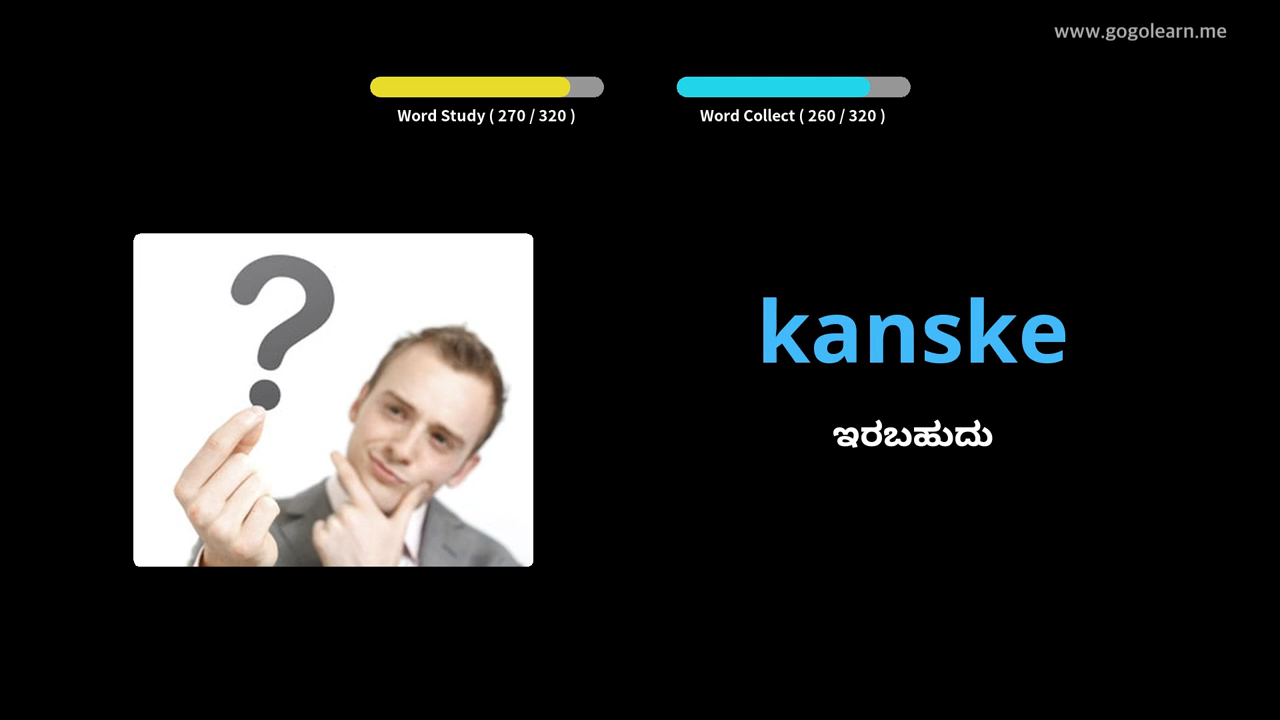 www.gogolearn.me
Word Study ( 270 / 320 )
Word Collect ( 260 / 320 )
?
kanske
ಇರಬಹುದು